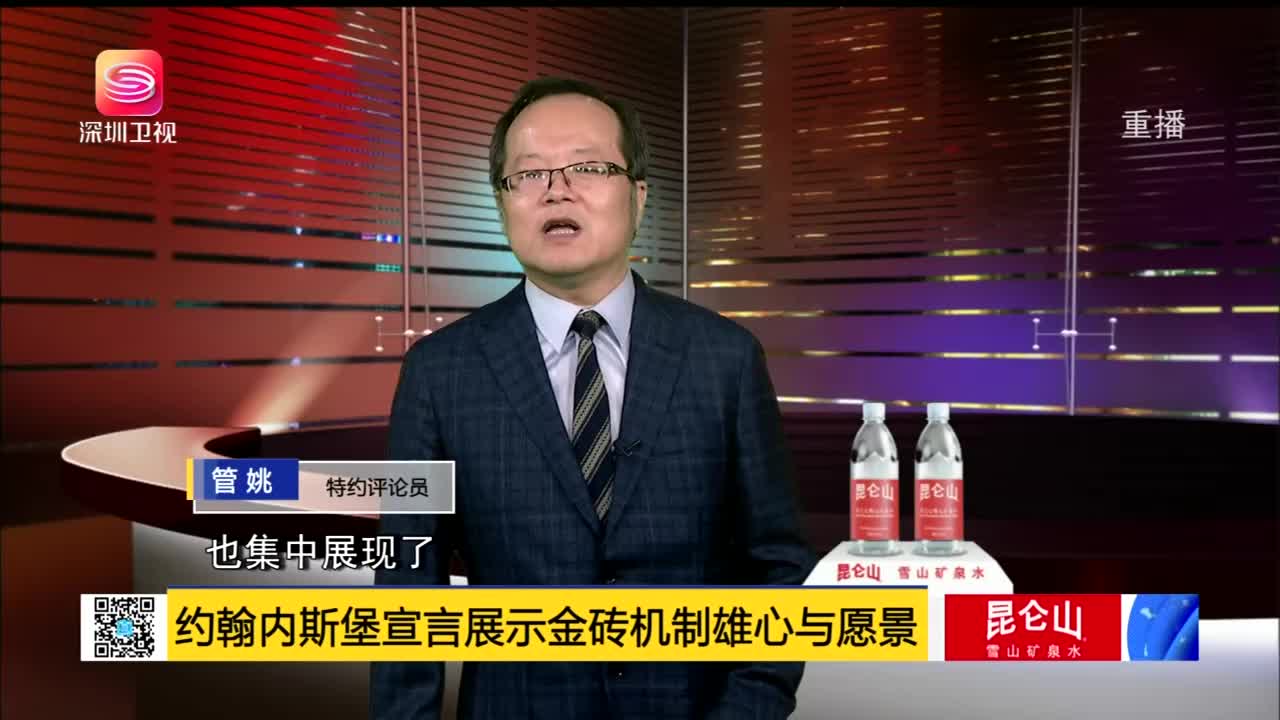 深圳卫视
重播
管姚
特约评论员
也集中展现了
约翰内斯堡宣言展示金砖机制雄心与愿景
昆仑山
昆仑山
昆仑山 雪山矿泉水
昆仑山
雪山矿泉水